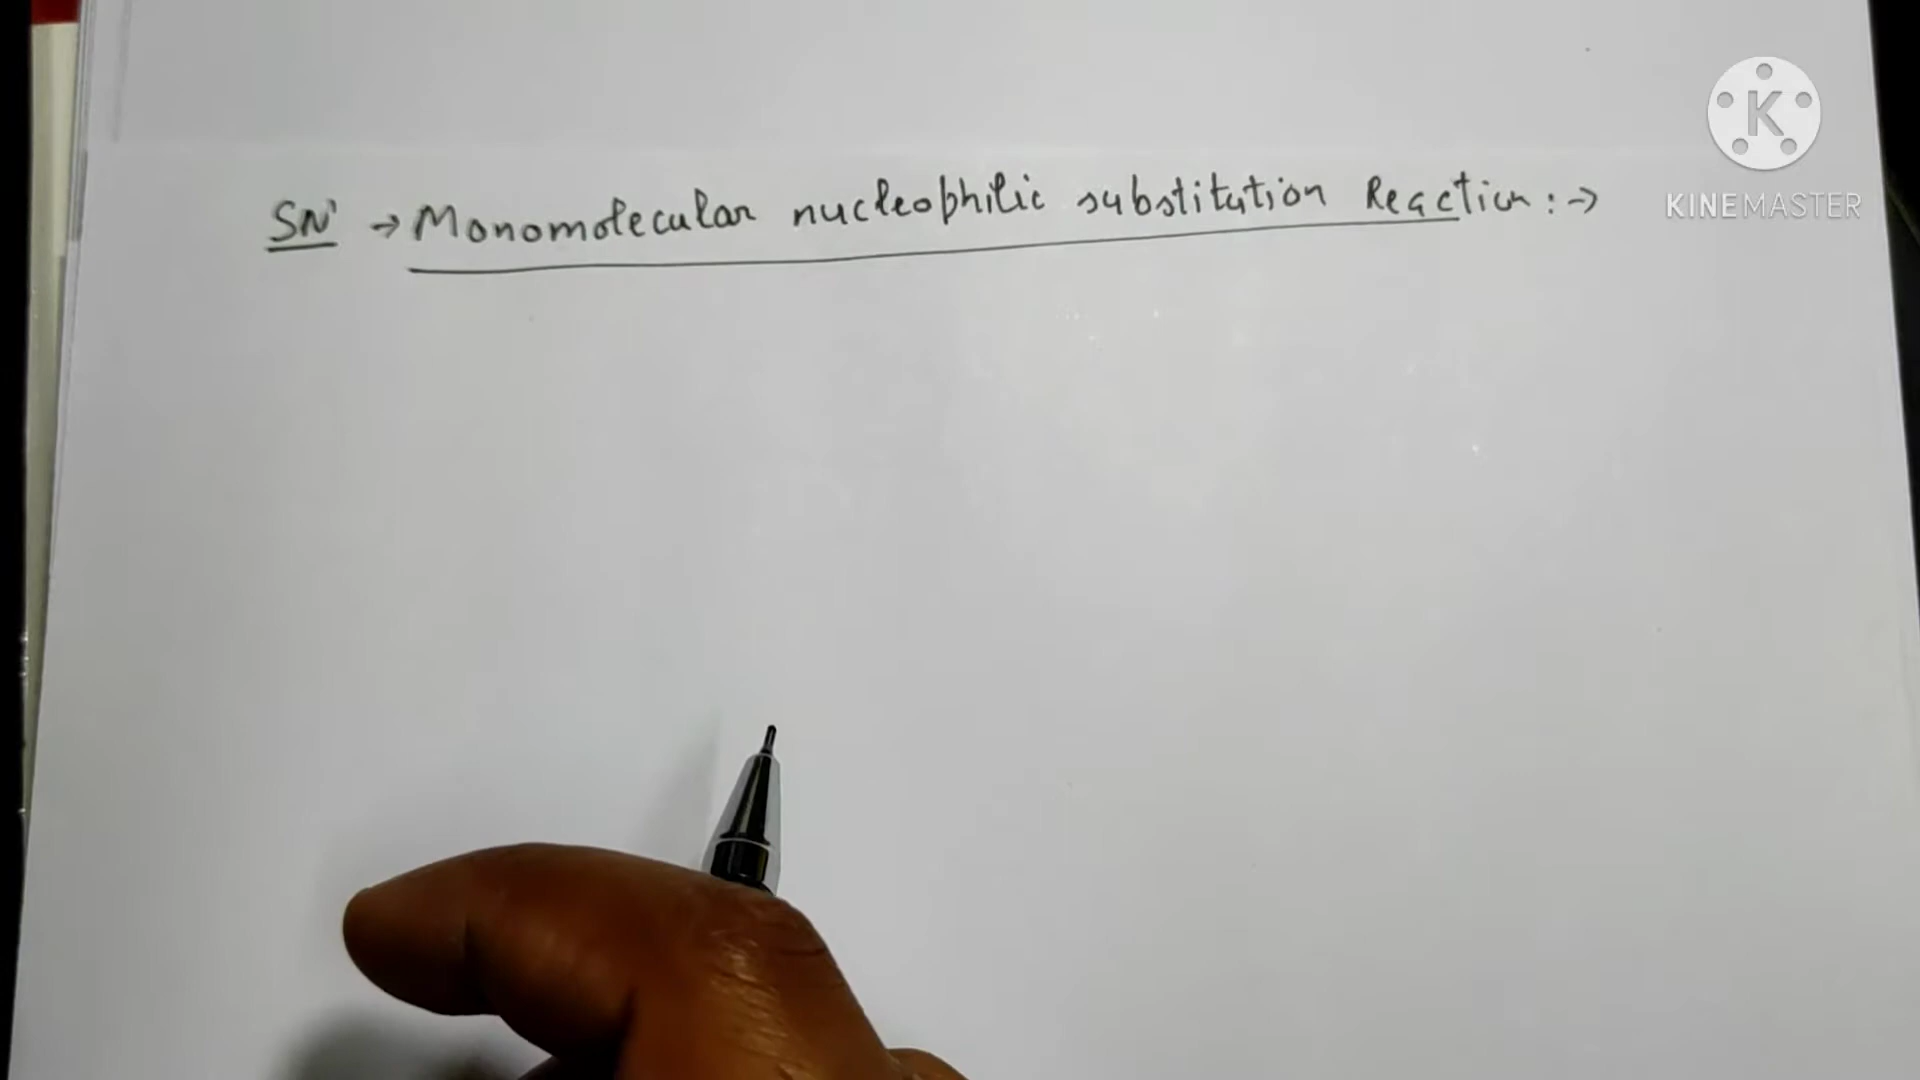 SN¹ → Monomolecular nucleophilic substitution Reaction :→
K
KINEMASTER